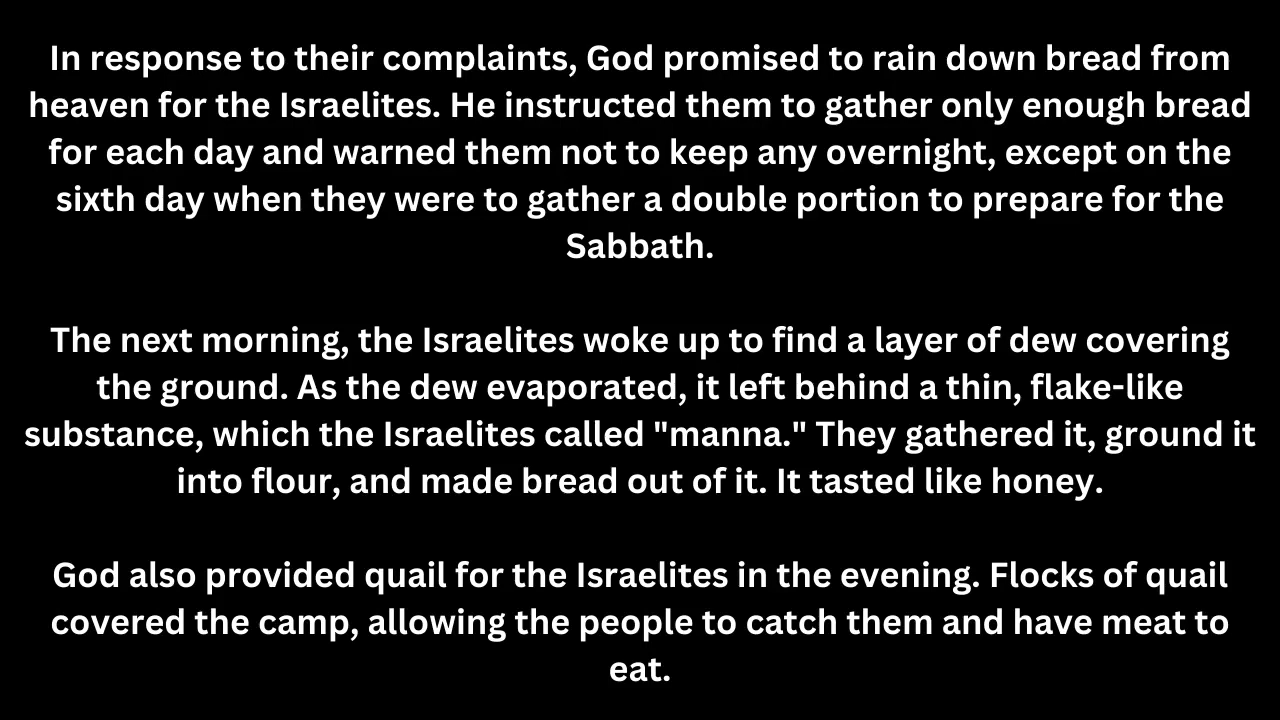 In response to their complaints, God promised to rain down bread from
heaven for the Israelites. He instructed them to gather only enough bread
for each day and warned them not to keep any overnight, except on the
sixth day when they were to gather a double portion to prepare for the
Sabbath.
The next morning, the Israelites woke up to find a layer of dew covering
the ground. As the dew evaporated, it left behind a thin, flake-like
substance, which the Israelites called "manna." They gathered it, ground it
into flour, and made bread out of it. It tasted like honey.
God also provided quail for the Israelites in the evening. Flocks of quail
covered the camp, allowing the people to catch them and have meat to
eat.